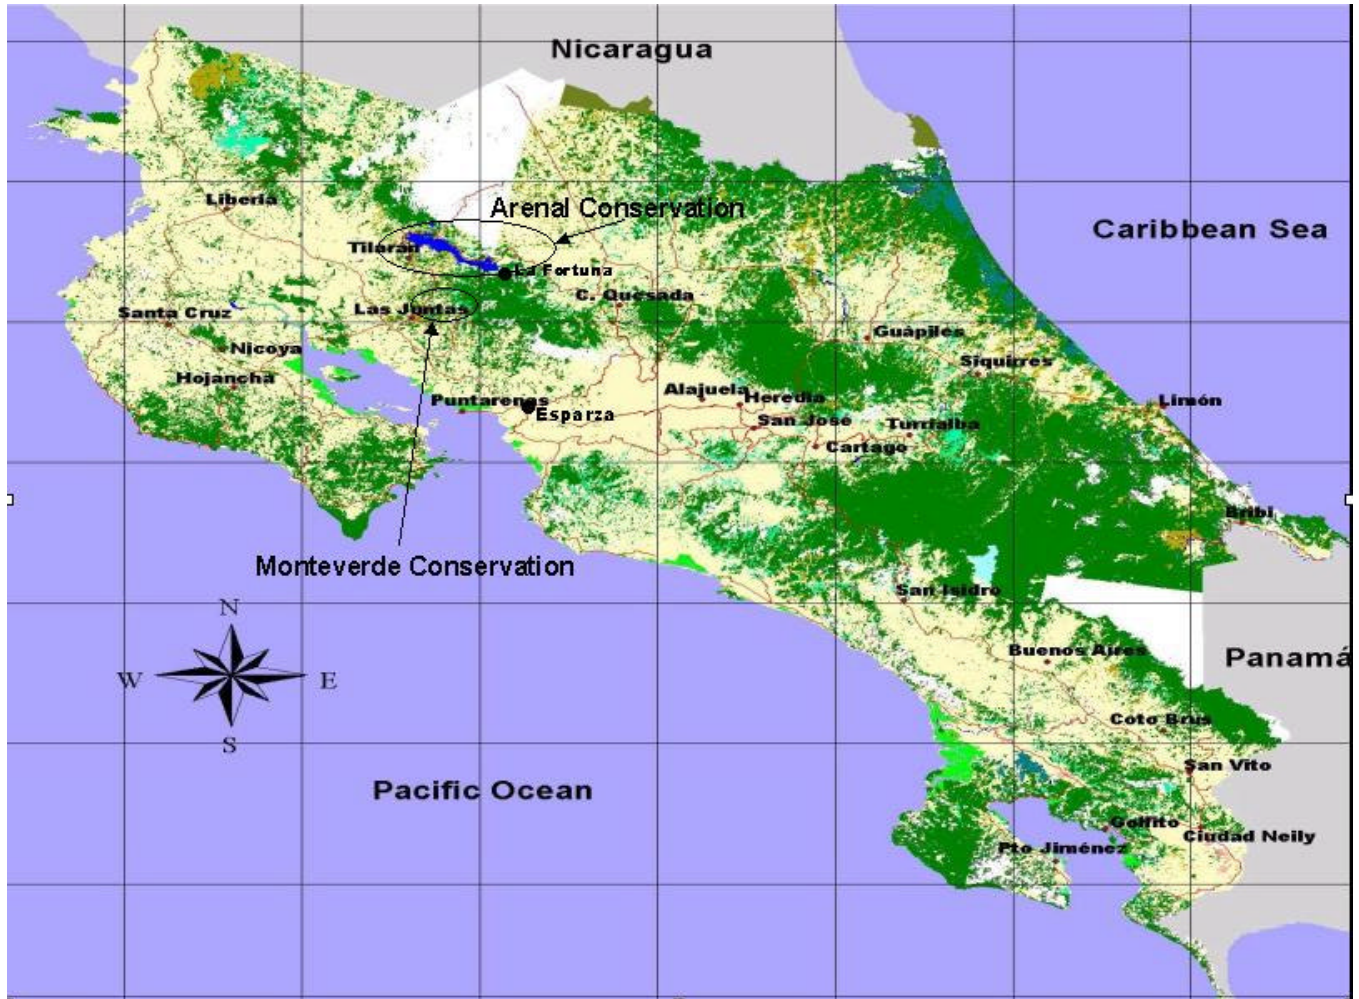 Nicaragua
Liberia
Arenal Conservation
Caribbean Sea
Tilaran
La Fortuna
C. Quesada
Santa Cruz
Las Juntas
Guápiles
Nicoya
Siquirres
Hojancha
Alajuela
Heredia
Puntarenas
Esparza
Limón
San José
Turrialba
Cartago
Bribi
Monteverde Conservation
San Isidro
N
Buenos Aires
Panamá
W
E
Coto Brus
S
San Vito
Pacific Ocean
Golfito
Ciudad Neily
Pto Jiménez